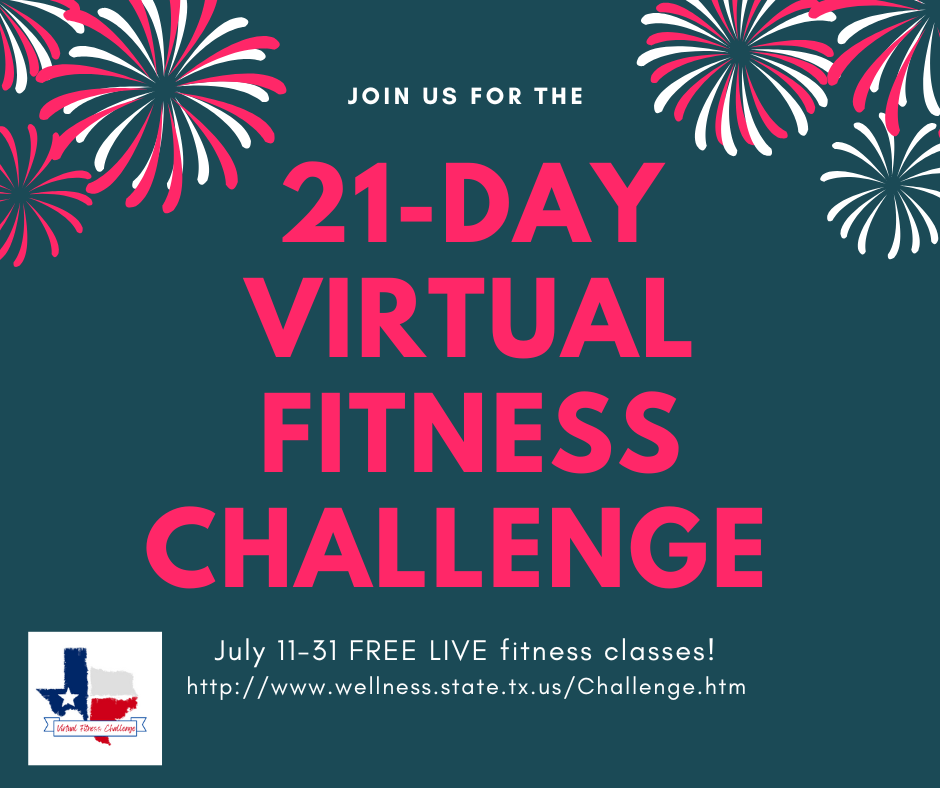 JOIN US FOR THE
21-DAY
VIRTUAL
FITNESS
CHALLENGE
July 11-31 FREE LIVE fitness classes!
http://www.wellness.state.tx.us/Challenge.htm
Virtual Fitness Challenge